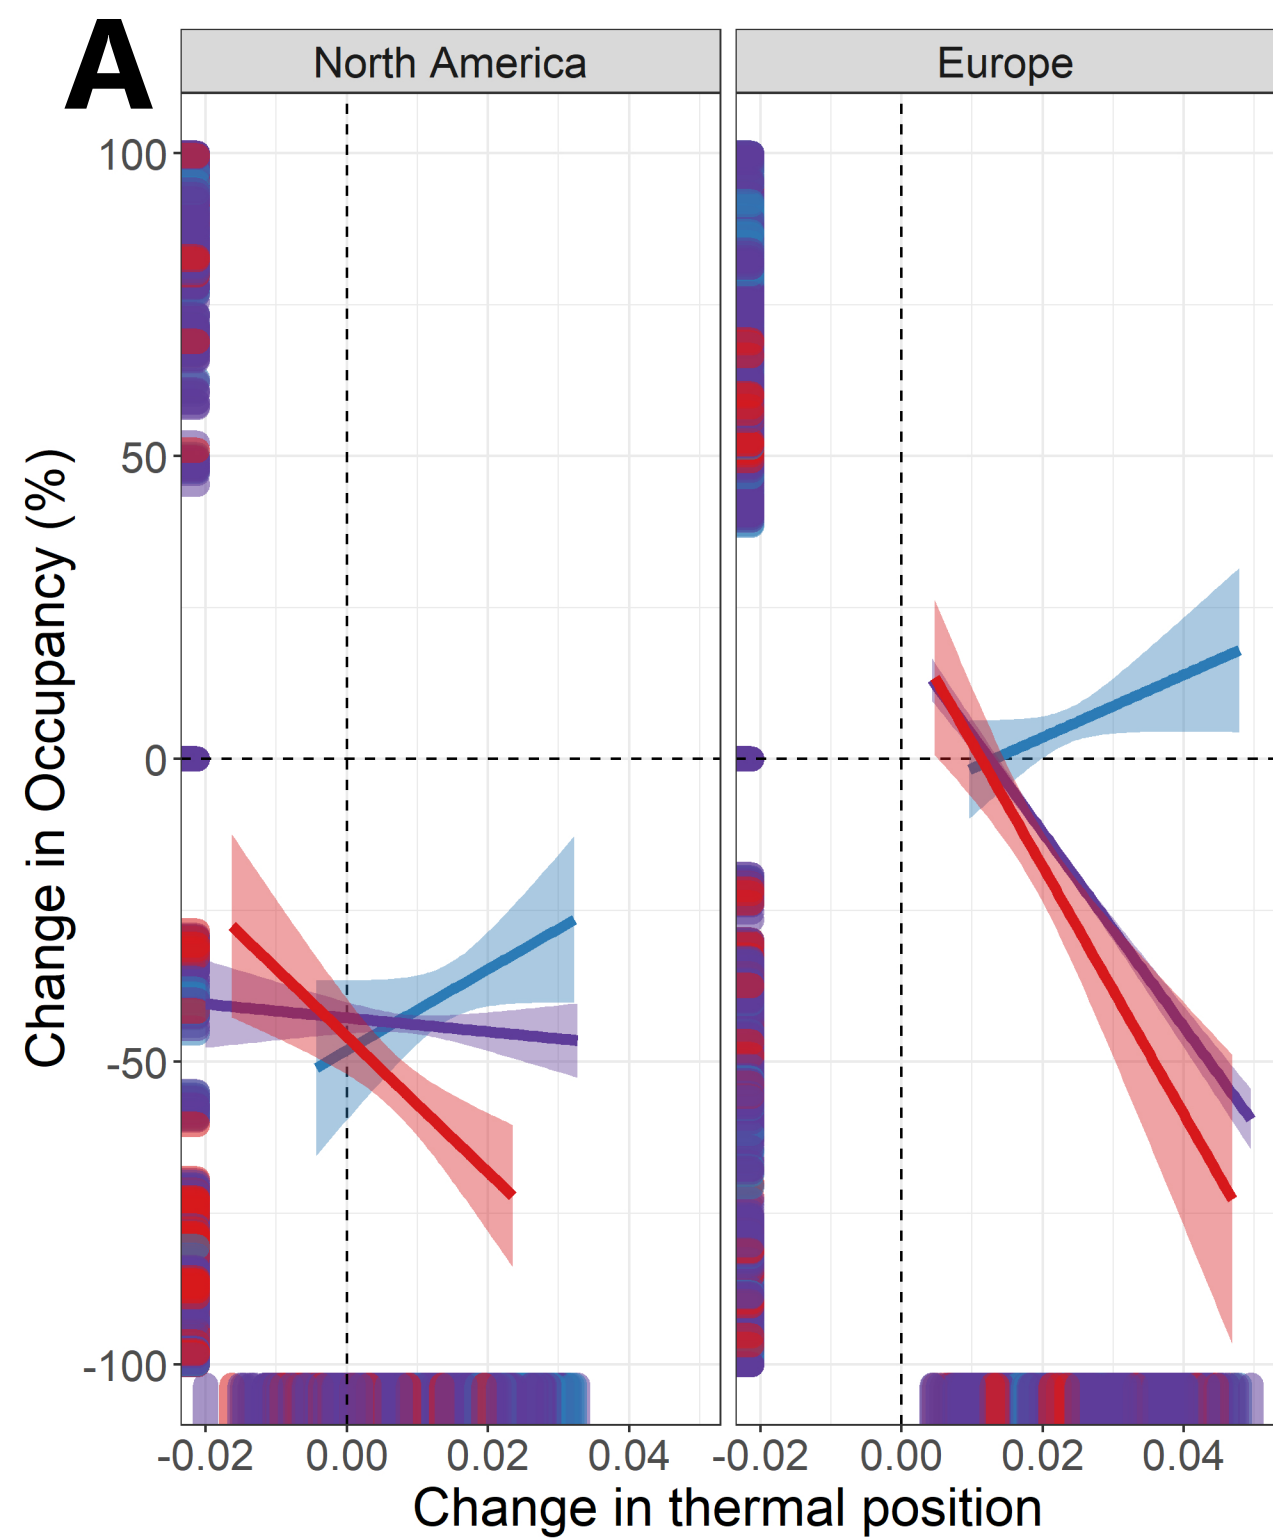 A
North America
Europe
Change in Occupancy (%)
100
50
0
-50
-100
-0.02 0.00 0.02 0.04 -0.02 0.00 0.02 0.04
Change in thermal position